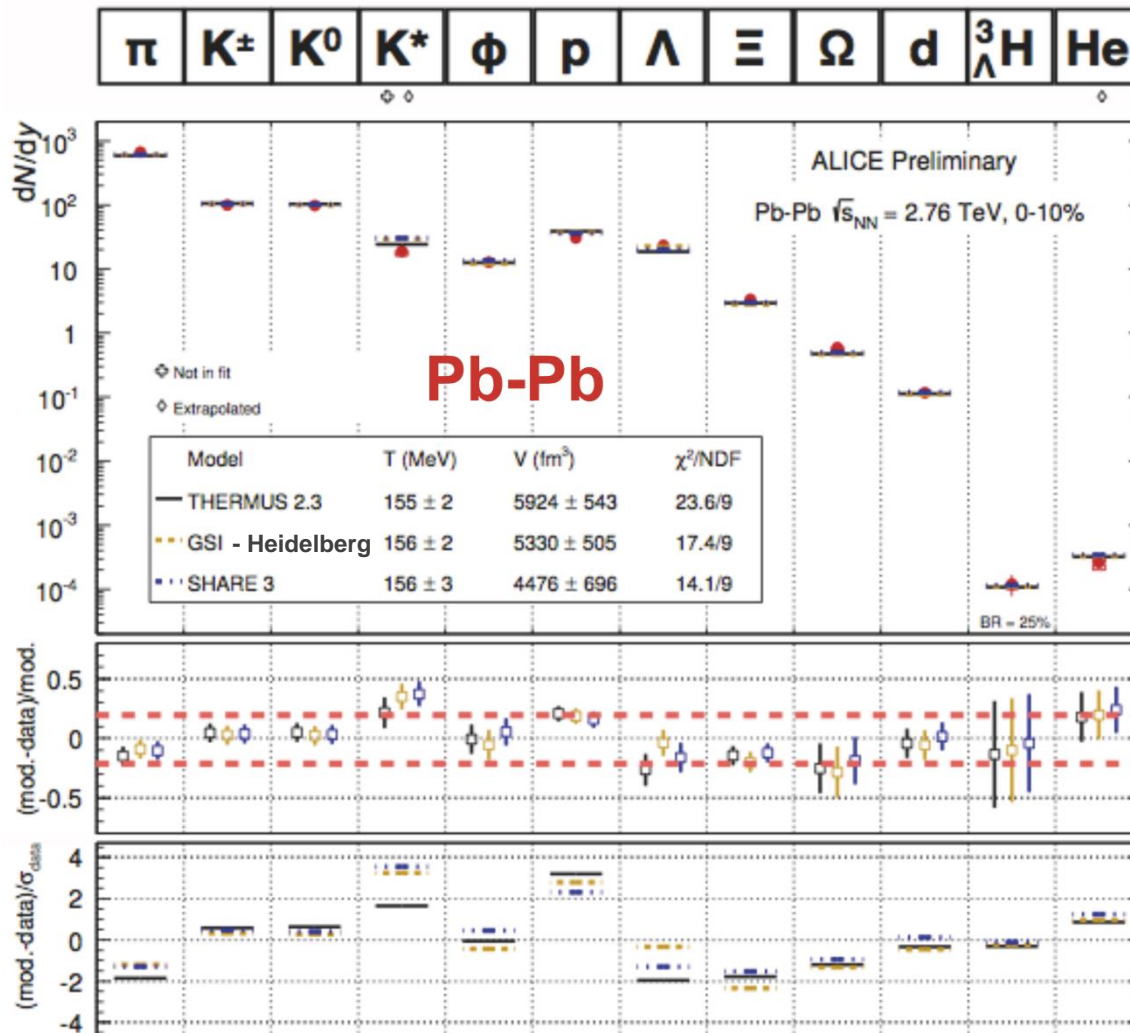 π K± K⁰ K* ϕ p Λ Ξ Ω d ³ΛH He
dN/dy
10³
10²
10
1
10⁻¹
10⁻²
10⁻³
10⁻⁴
ALICE Preliminary
Pb-Pb √sNN = 2.76 TeV, 0-10%
Not in fit
Extrapolated
Pb-Pb
Model T (MeV) V (fm³) χ²/NDF
THERMUS 2.3 155 ± 2 5924 ± 543 23.6/9
GSI - Heidelberg 156 ± 2 5330 ± 505 17.4/9
SHARE 3 156 ± 3 4476 ± 696 14.1/9
BR = 25%
(mod.-data)/mod.
0.5
0
-0.5
(mod.-data)/σdata
4
2
0
-2
-4